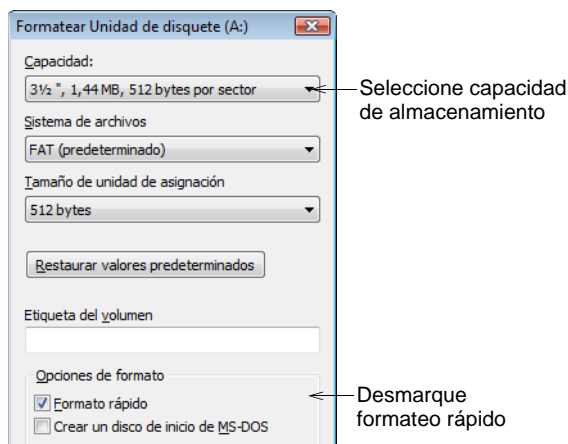 Formatear Unidad de disquete (A:)
Capacidad:
3½ ", 1,44 MB, 512 bytes por sector
Seleccione capacidad
de almacenamiento
Sistema de archivos
FAT (predeterminado)
Tamaño de unidad de asignación
512 bytes
Restaurar valores predeterminados
Etiqueta del volumen
Opciones de formato
Formato rápido
Crear un disco de inicio de MS-DOS
Desmarque
formateo rápido